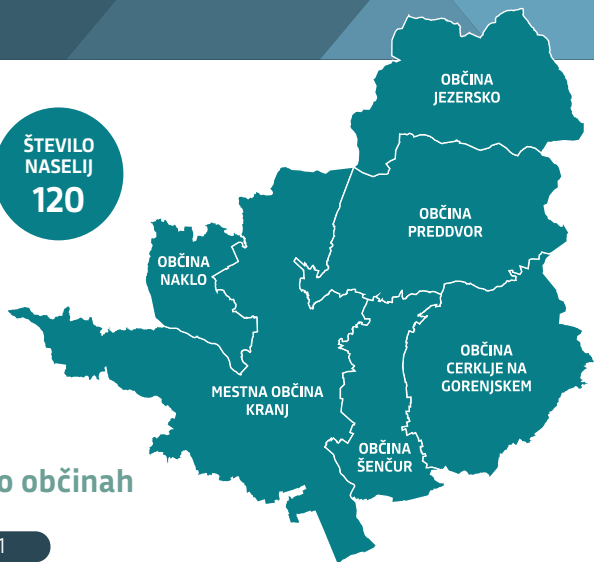 OBČINA
JEZERSKO
ŠTEVILO
NASELIJ
120
OBČINA
PREDDVOR
OBČINA
NAKLO
OBČINA
CERKLJE NA
GORENJSKEM
MESTNA OBČINA
KRANJ
OBČINA
ŠENČUR
o občinah
1